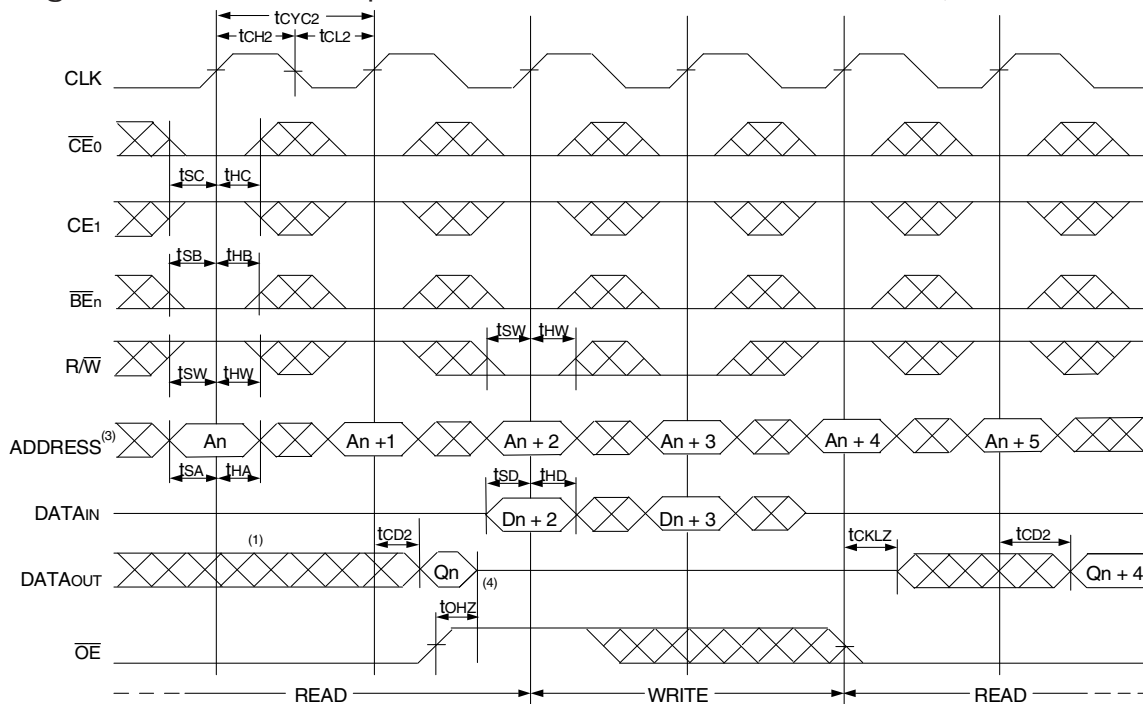 tCYC2
tCH2 tCL2
CLK
CE0
tSC tHC
CE1
tSB tHB
BEn
tSW tHW
R/W
tSW tHW
ADDRESS(3) An An +1 An + 2 An + 3 An + 4 An + 5
tSA tHA tSD tHD
DATAIN Dn + 2 Dn + 3
(1) tCD2 tCKLZ tCD2
DATAOUT Qn (4) Qn + 4
tOHZ
OE
READ WRITE READ